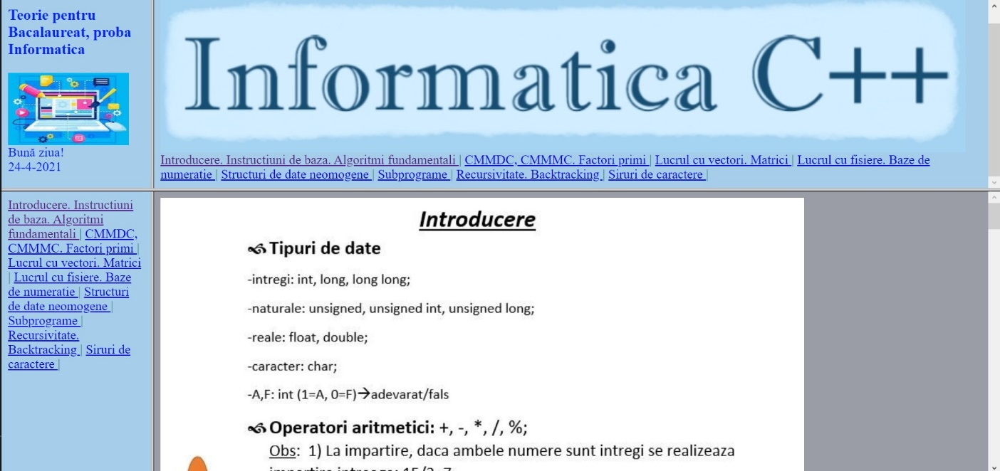 Teorie pentru
Bacalaureat, proba
Informatica
Bună ziua!
24-4-2021
Informatica C++
Introducere. Instructiuni de baza. Algoritmi fundamentali | CMMDC, CMMMC. Factori primi | Lucrul cu vectori. Matrici | Lucrul cu fisiere. Baze de
numeratie | Structuri de date neomogene | Subprograme | Recursivitate. Backtracking | Siruri de caractere |
Introducere. Instructiuni
de baza. Algoritmi
fundamentali | CMMDC,
CMMMC. Factori primi |
Lucrul cu vectori. Matrici
| Lucrul cu fisiere. Baze
de numeratie | Structuri
de date neomogene |
Subprograme |
Recursivitate.
Backtracking | Siruri de
caractere |
Introducere
Tipuri de date
-intregi: int, long, long long;
-naturale: unsigned, unsigned int, unsigned long;
-reale: float, double;
-caracter: char;
-A,F: int (1=A, 0=F)→adevarat/fals
Operatori aritmetici: +, -, *, /, %;
Obs: 1) La impartire, daca ambele numere sunt intregi se realizeaza